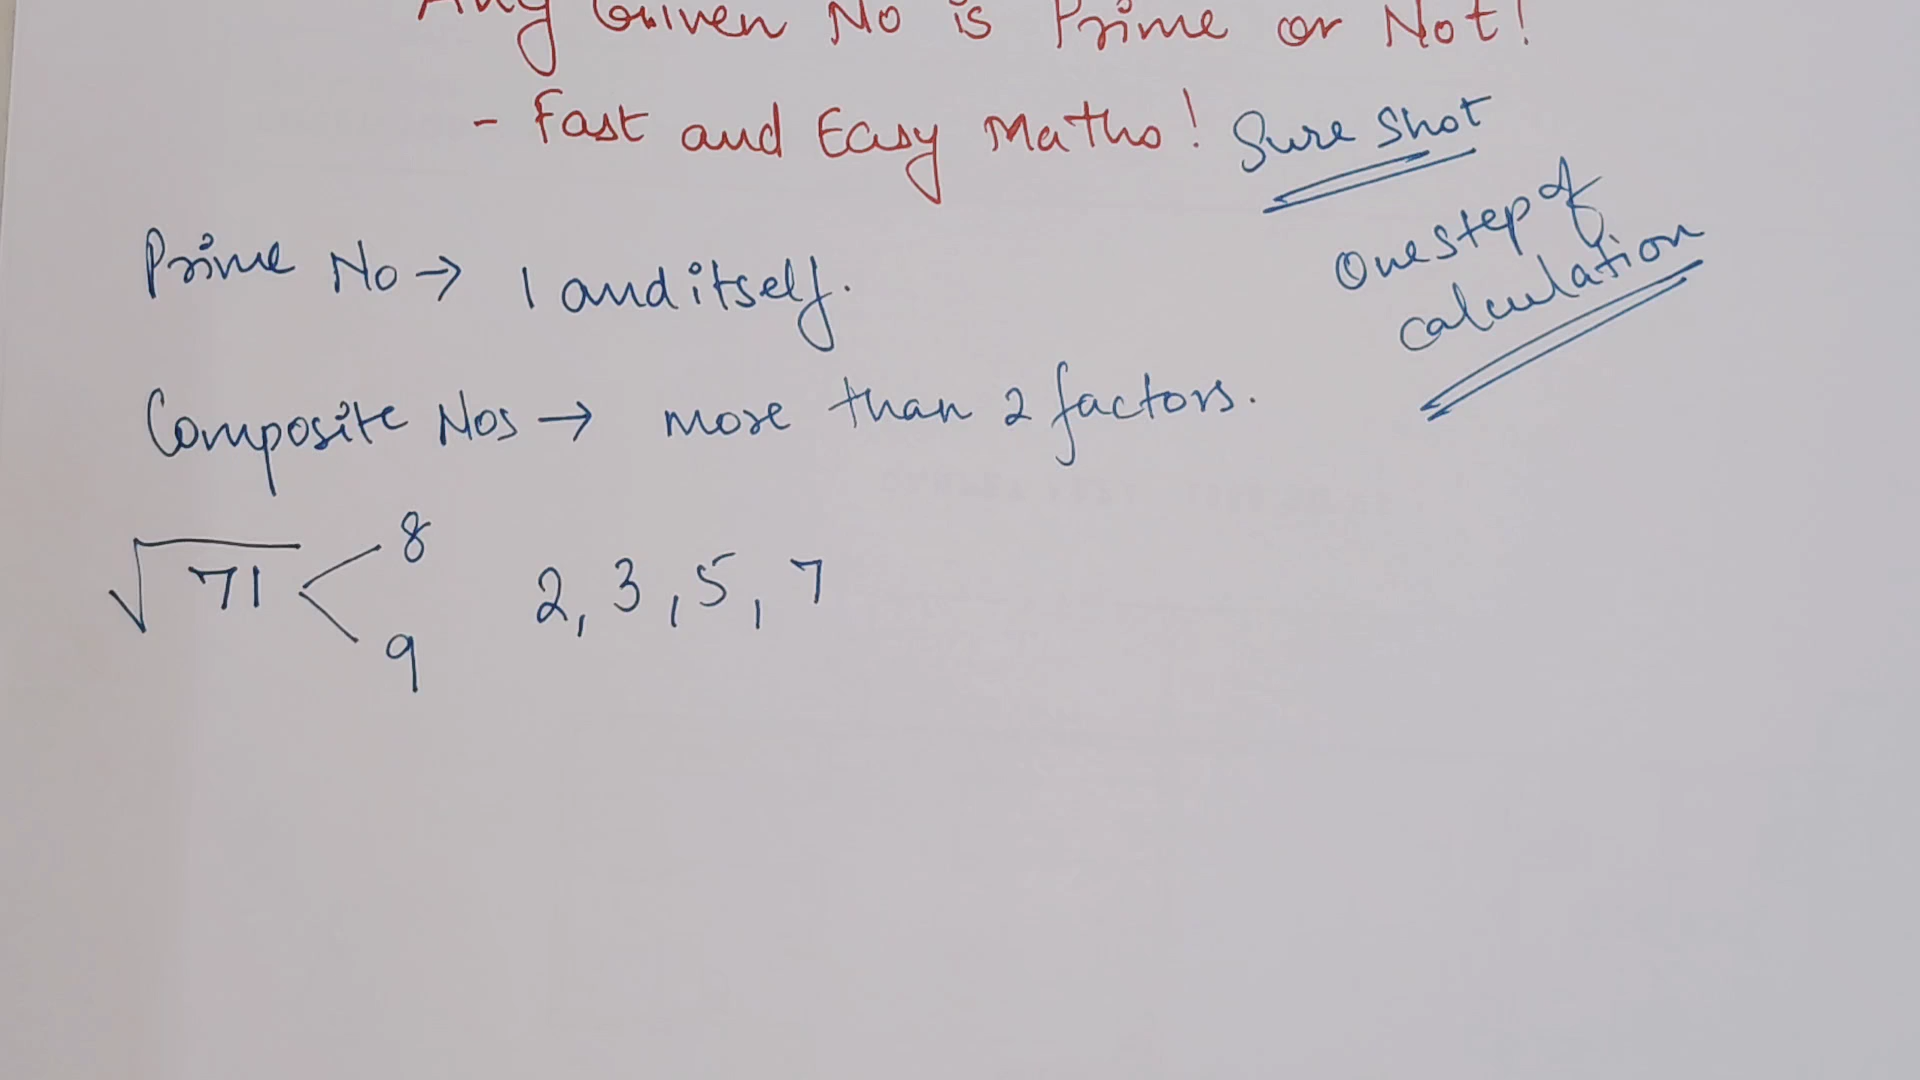 Any Given No is Prime or Not!
- Fast and Easy Maths! Sure Shot
One step of
calculation
Prime No → 1 and itself.
Composite Nos → more than 2 factors.
√71 < 8 9 2, 3, 5, 7